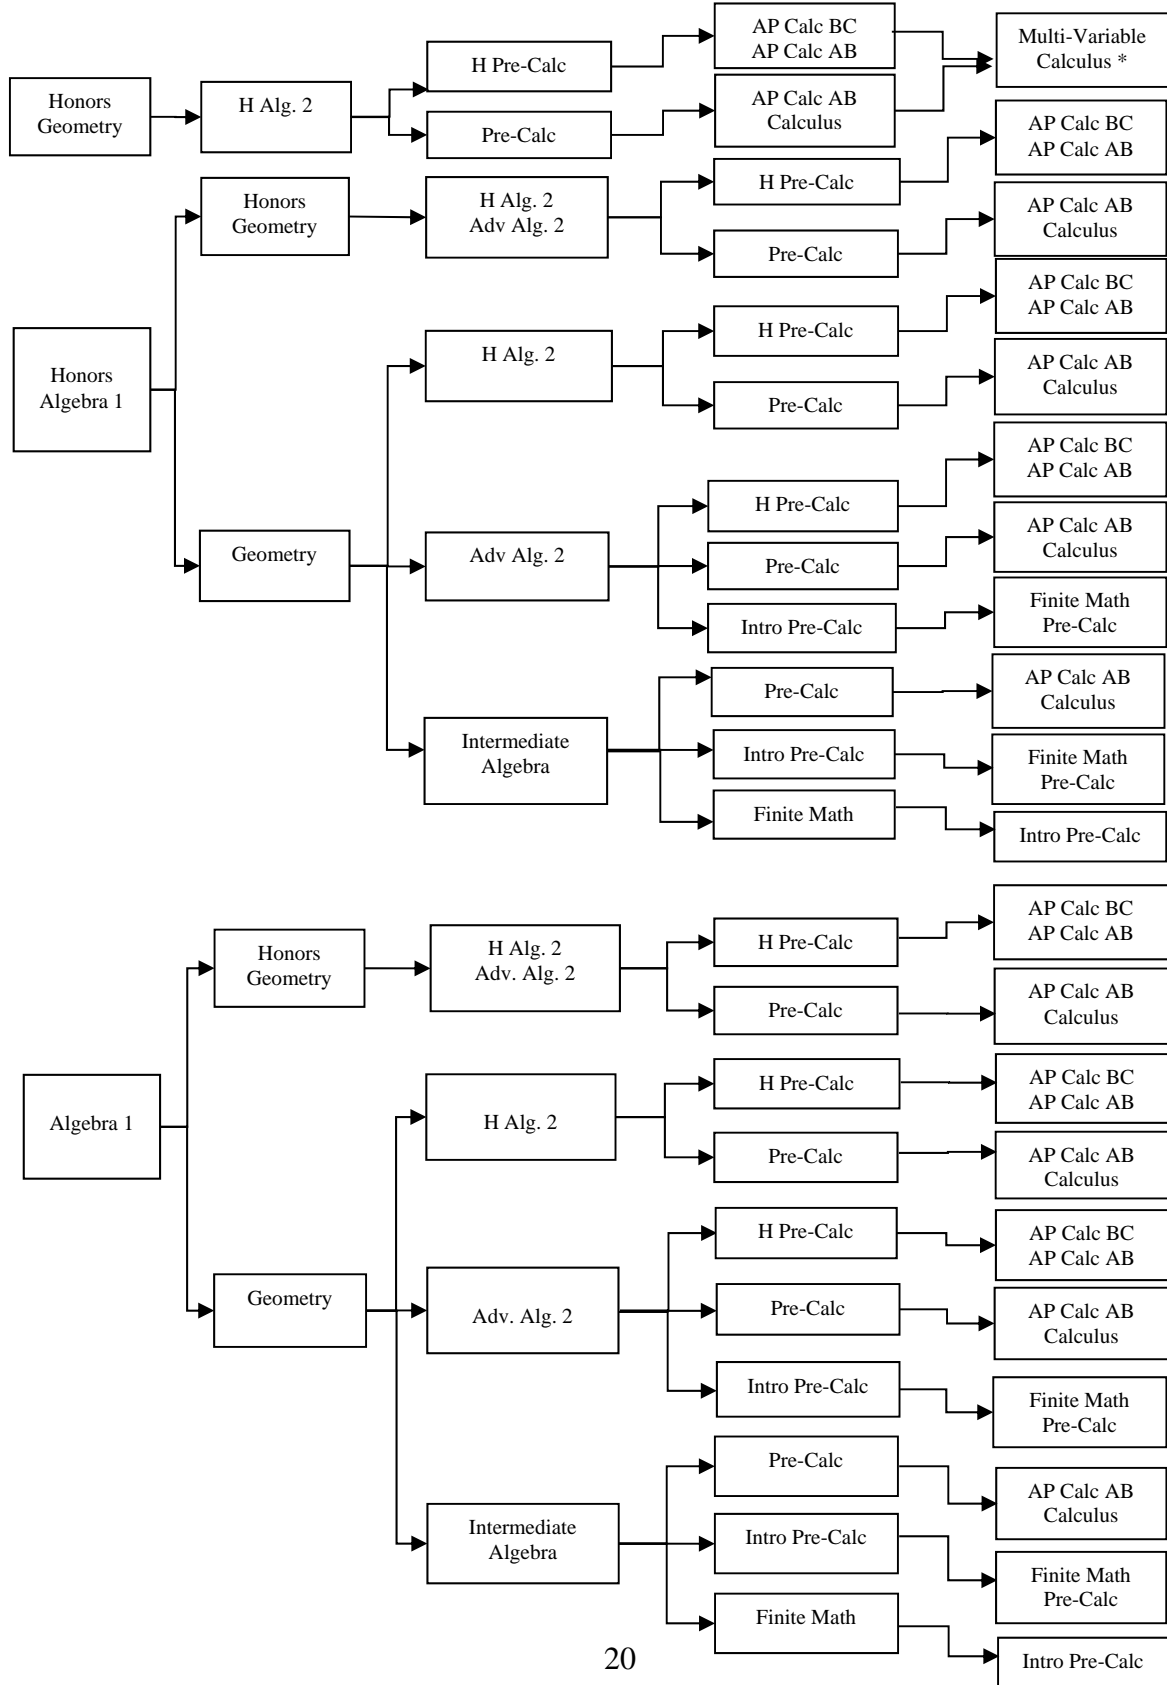 Honors
Geometry
H Alg. 2
H Pre-Calc
Pre-Calc
AP Calc BC
AP Calc AB
AP Calc AB
Calculus
Multi-Variable
Calculus *
Honors
Algebra 1
Honors
Geometry
H Alg. 2
Adv Alg. 2
H Pre-Calc
AP Calc BC
AP Calc AB
Pre-Calc
AP Calc AB
Calculus
Geometry
H Alg. 2
H Pre-Calc
AP Calc BC
AP Calc AB
Pre-Calc
AP Calc AB
Calculus
Adv Alg. 2
H Pre-Calc
AP Calc BC
AP Calc AB
Pre-Calc
AP Calc AB
Calculus
Intro Pre-Calc
Finite Math
Pre-Calc
Intermediate
Algebra
Pre-Calc
AP Calc AB
Calculus
Intro Pre-Calc
Finite Math
Pre-Calc
Finite Math
Intro Pre-Calc
Algebra 1
Honors
Geometry
H Alg. 2
Adv. Alg. 2
H Pre-Calc
AP Calc BC
AP Calc AB
Pre-Calc
AP Calc AB
Calculus
Geometry
H Alg. 2
H Pre-Calc
AP Calc BC
AP Calc AB
Pre-Calc
AP Calc AB
Calculus
Adv. Alg. 2
H Pre-Calc
AP Calc BC
AP Calc AB
Pre-Calc
AP Calc AB
Calculus
Intro Pre-Calc
Finite Math
Pre-Calc
Intermediate
Algebra
Pre-Calc
AP Calc AB
Calculus
Intro Pre-Calc
Finite Math
Pre-Calc
Finite Math
Intro Pre-Calc
20